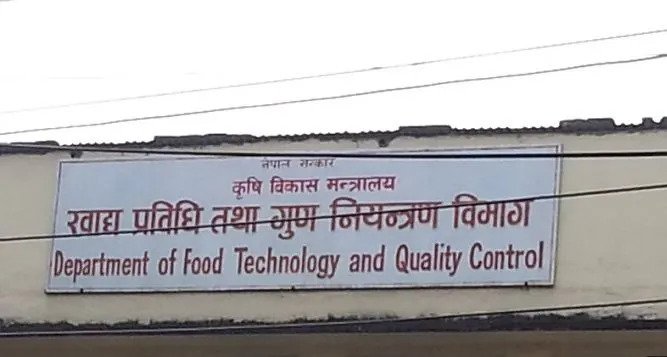 नेपाल सरकार
कृषि विकास मन्त्रालय
खाद्य प्रविधि तथा गुण नियन्त्रण विभाग
Department of Food Technology and Quality Control